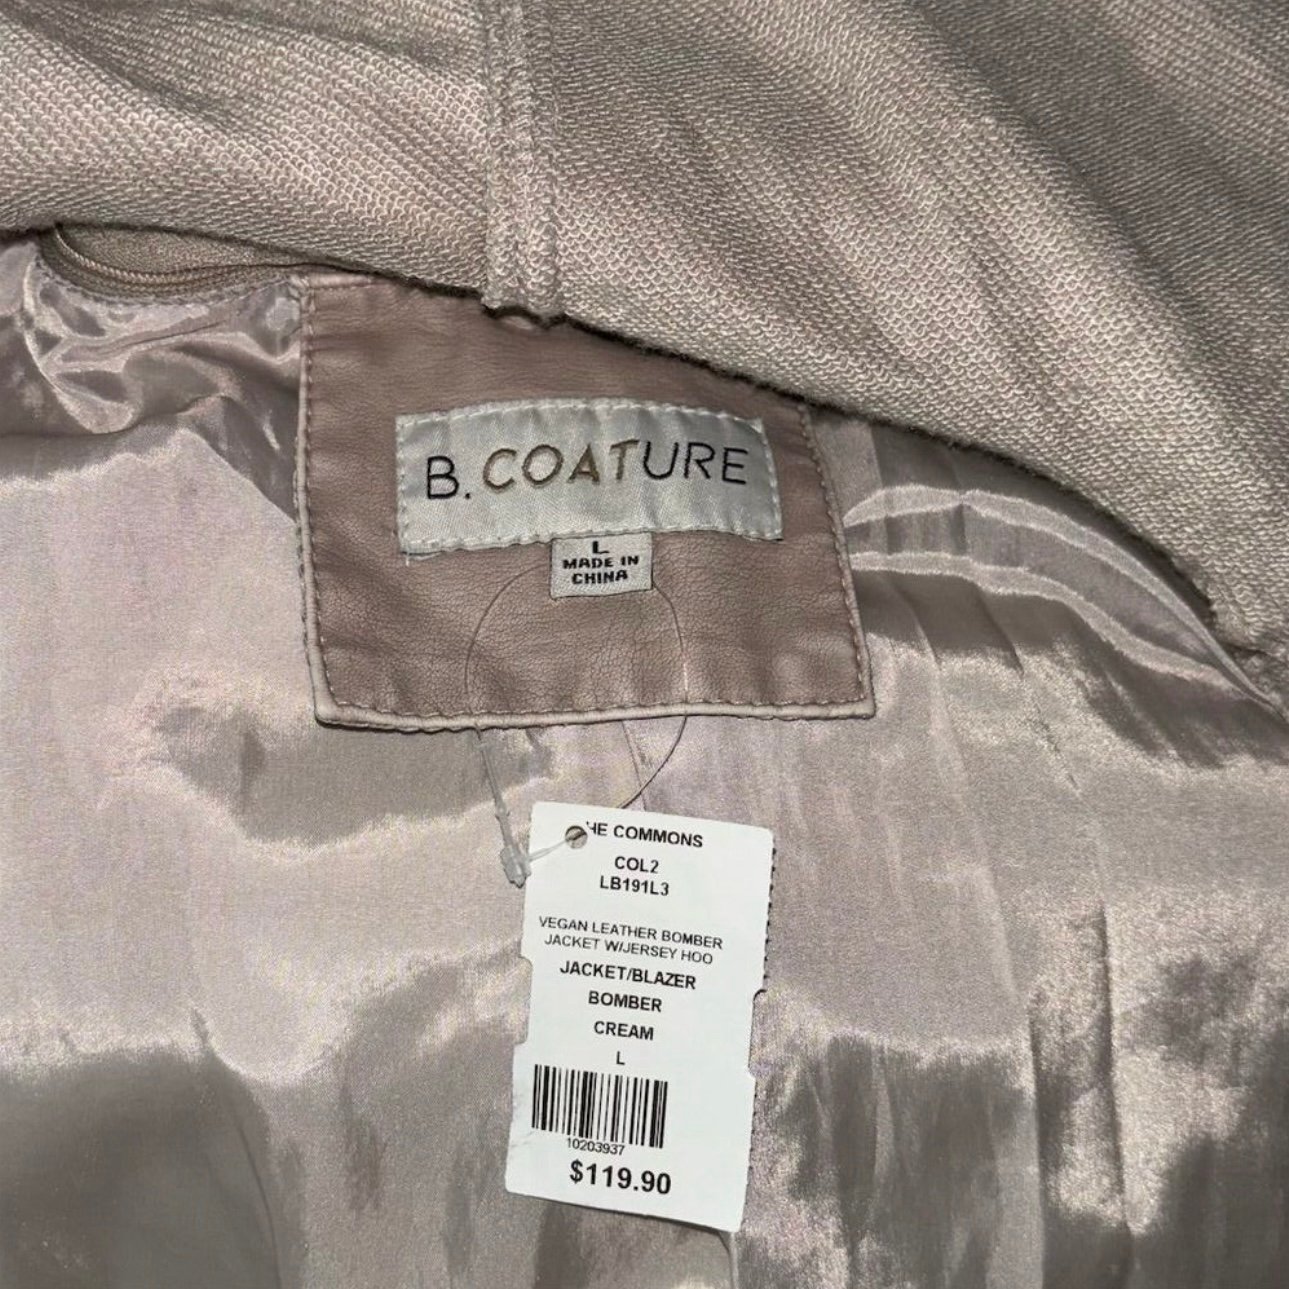 B. COATURE
L
MADE IN
CHINA
HE COMMONS
COL2
LB191L3
VEGAN LEATHER BOMBER
JACKET W/JERSEY HOO
JACKET/BLAZER
BOMBER
CREAM
L
10203937
$119.90